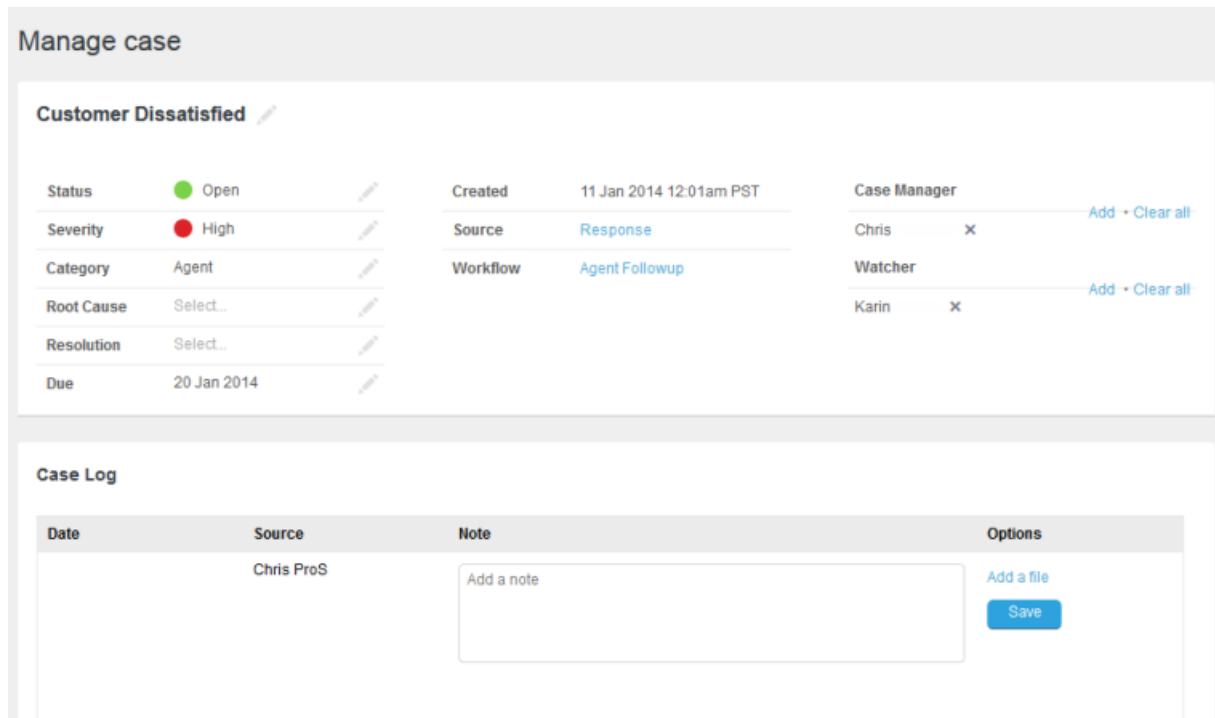 Manage case
Customer Dissatisfied
Status Open
Severity High
Category Agent
Root Cause Select...
Resolution Select...
Due 20 Jan 2014
Created 11 Jan 2014 12:01am PST
Source Response
Workflow Agent Followup
Case Manager
Add • Clear all
Chris ×
Watcher
Add • Clear all
Karin ×
Case Log
Date Source Note Options
Chris ProS Add a note Add a file
Save